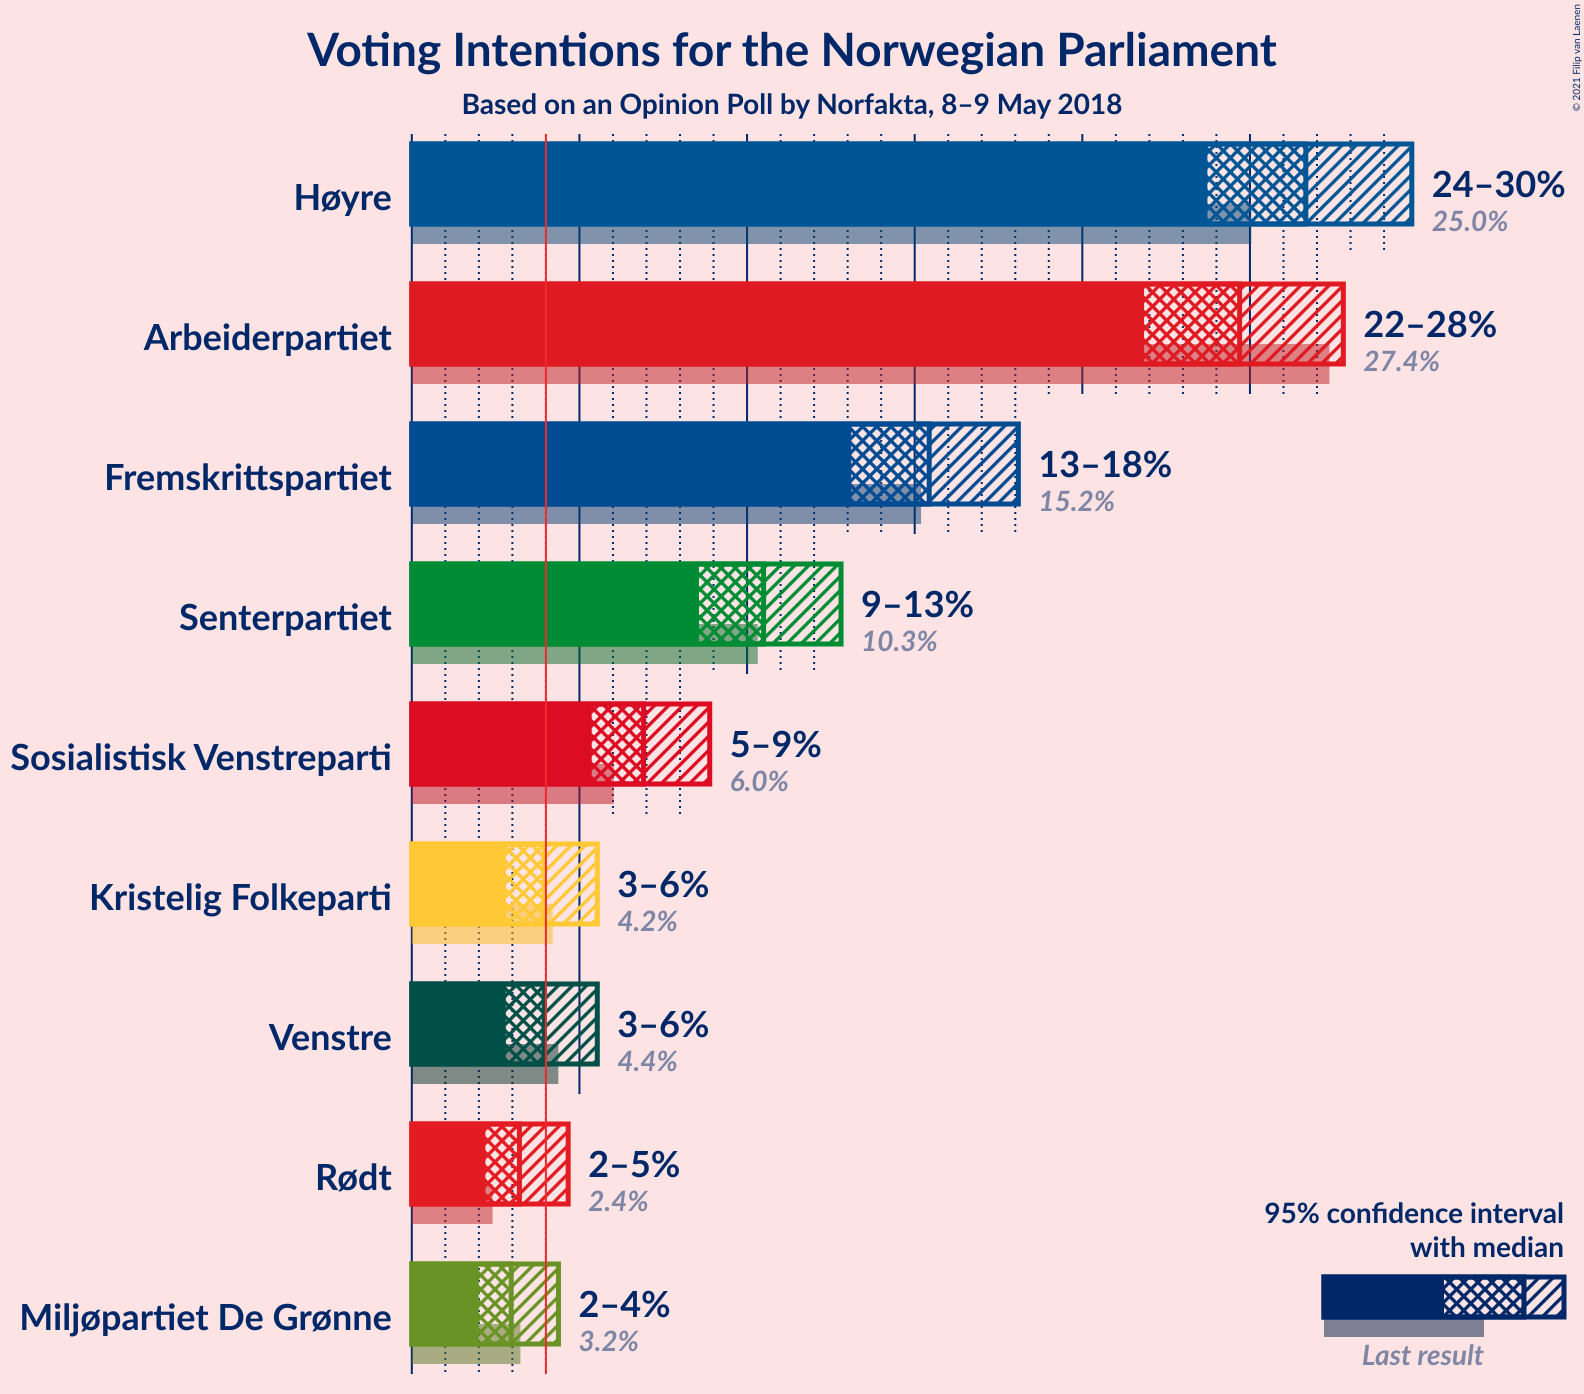 Voting Intentions for the Norwegian Parliament
Based on an Opinion Poll by Norfakta, 8–9 May 2018
© 2021 Filip van Laenen
Høyre
24–30%
25.0%
Arbeiderpartiet
22–28%
27.4%
Fremskrittspartiet
13–18%
15.2%
Senterpartiet
9–13%
10.3%
Sosialistisk Venstreparti
5–9%
6.0%
Kristelig Folkeparti
3–6%
4.2%
Venstre
3–6%
4.4%
Rødt
2–5%
2.4%
Miljøpartiet De Grønne
2–4%
3.2%
95% confidence interval
with median
Last result